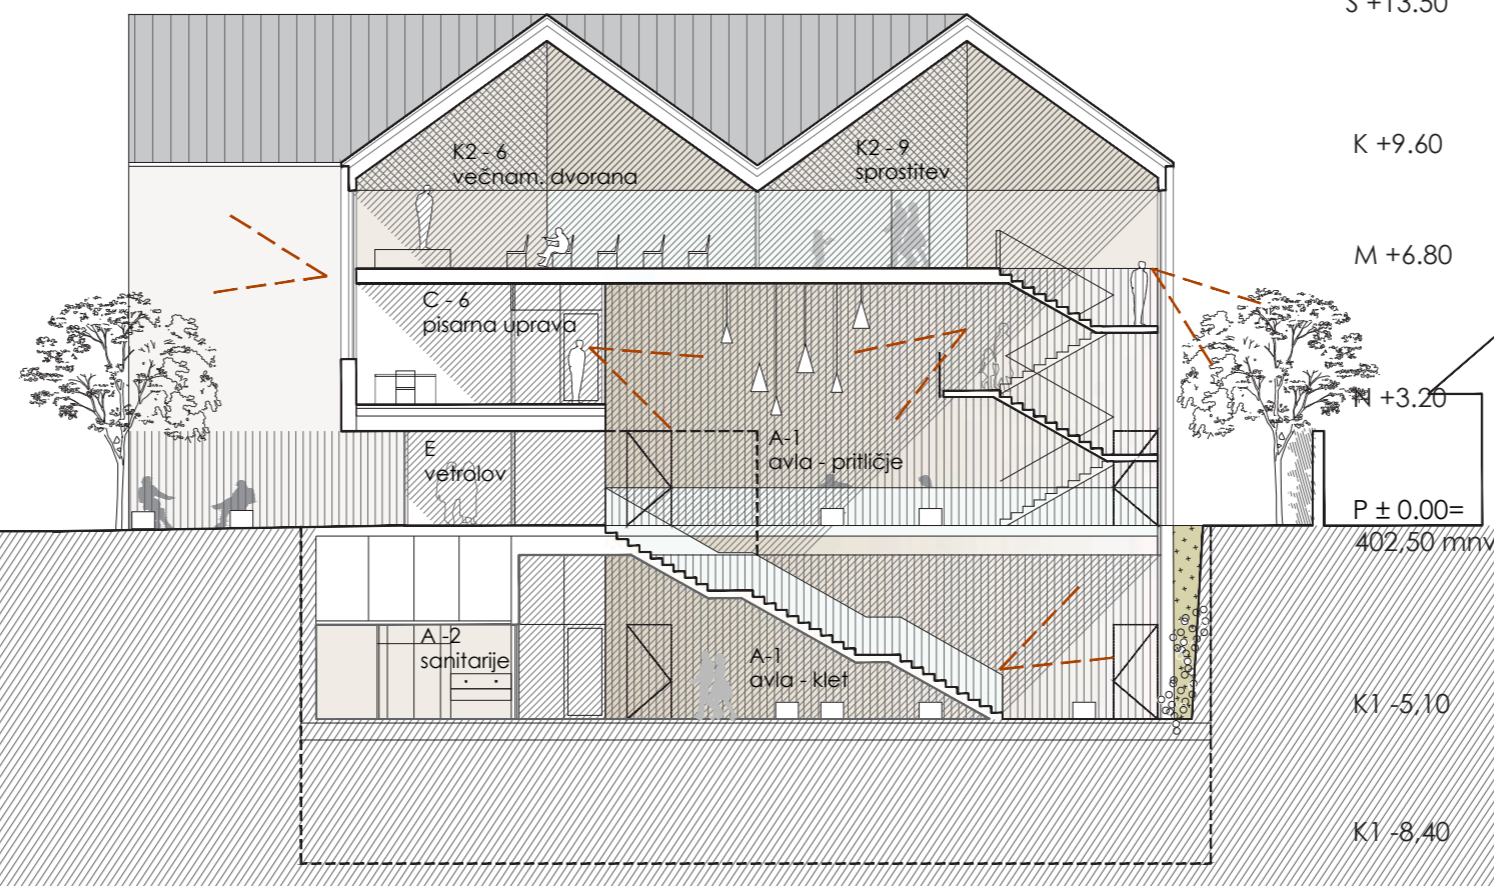 S +13.50
K2 - 6
večnam. dvorana
K2 - 9
sprostitev
K +9.60
M +6.80
C - 6
pisarna uprava
N +3.20
E
vetrolov
A-1
avla - pritličje
P ± 0.00=
402,50 mnv
A -2
sanitarije
A-1
avla - klet
K1 -5,10
K1 -8,40